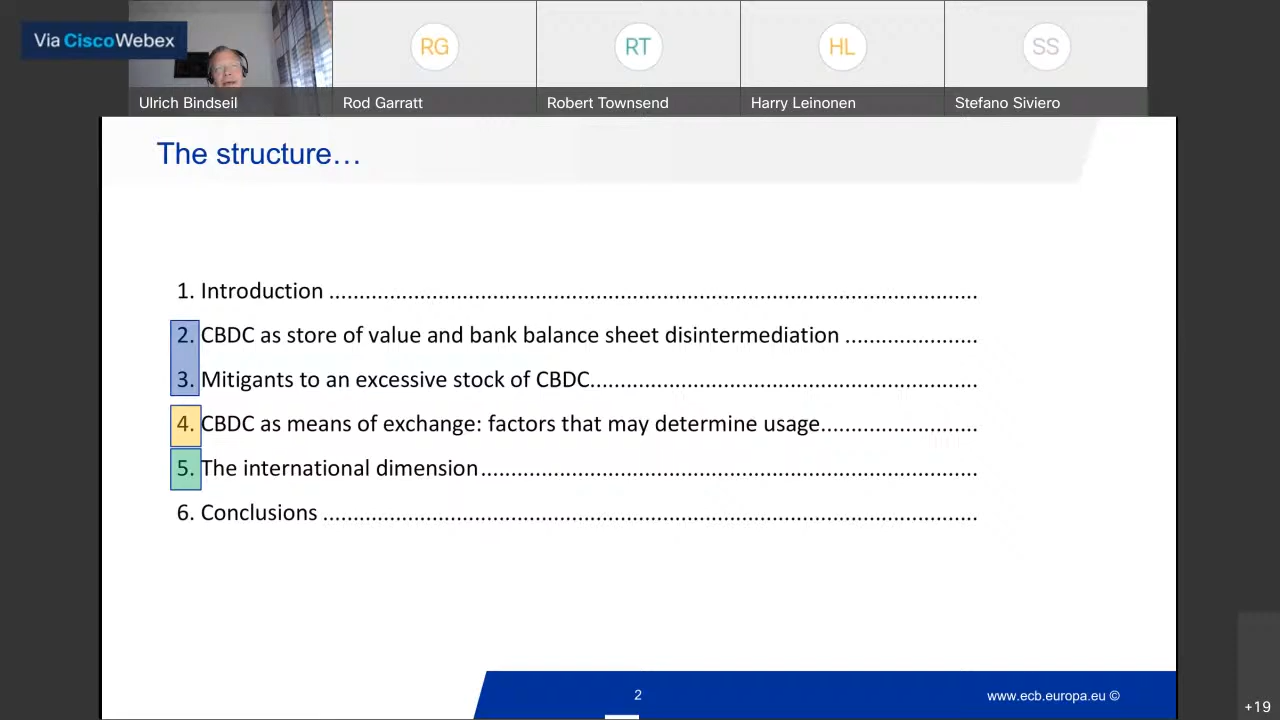 Via CiscoWebex
RG
RT
HL
SS
Ulrich Bindseil
Rod Garratt
Robert Townsend
Harry Leinonen
Stefano Siviero
The structure…
1. Introduction ............................................................................................................
2. CBDC as store of value and bank balance sheet disintermediation ......................
3. Mitigants to an excessive stock of CBDC................................................................
4. CBDC as means of exchange: factors that may determine usage..........................
5. The international dimension...................................................................................
6. Conclusions .............................................................................................................
2
www.ecb.europa.eu ©
+19